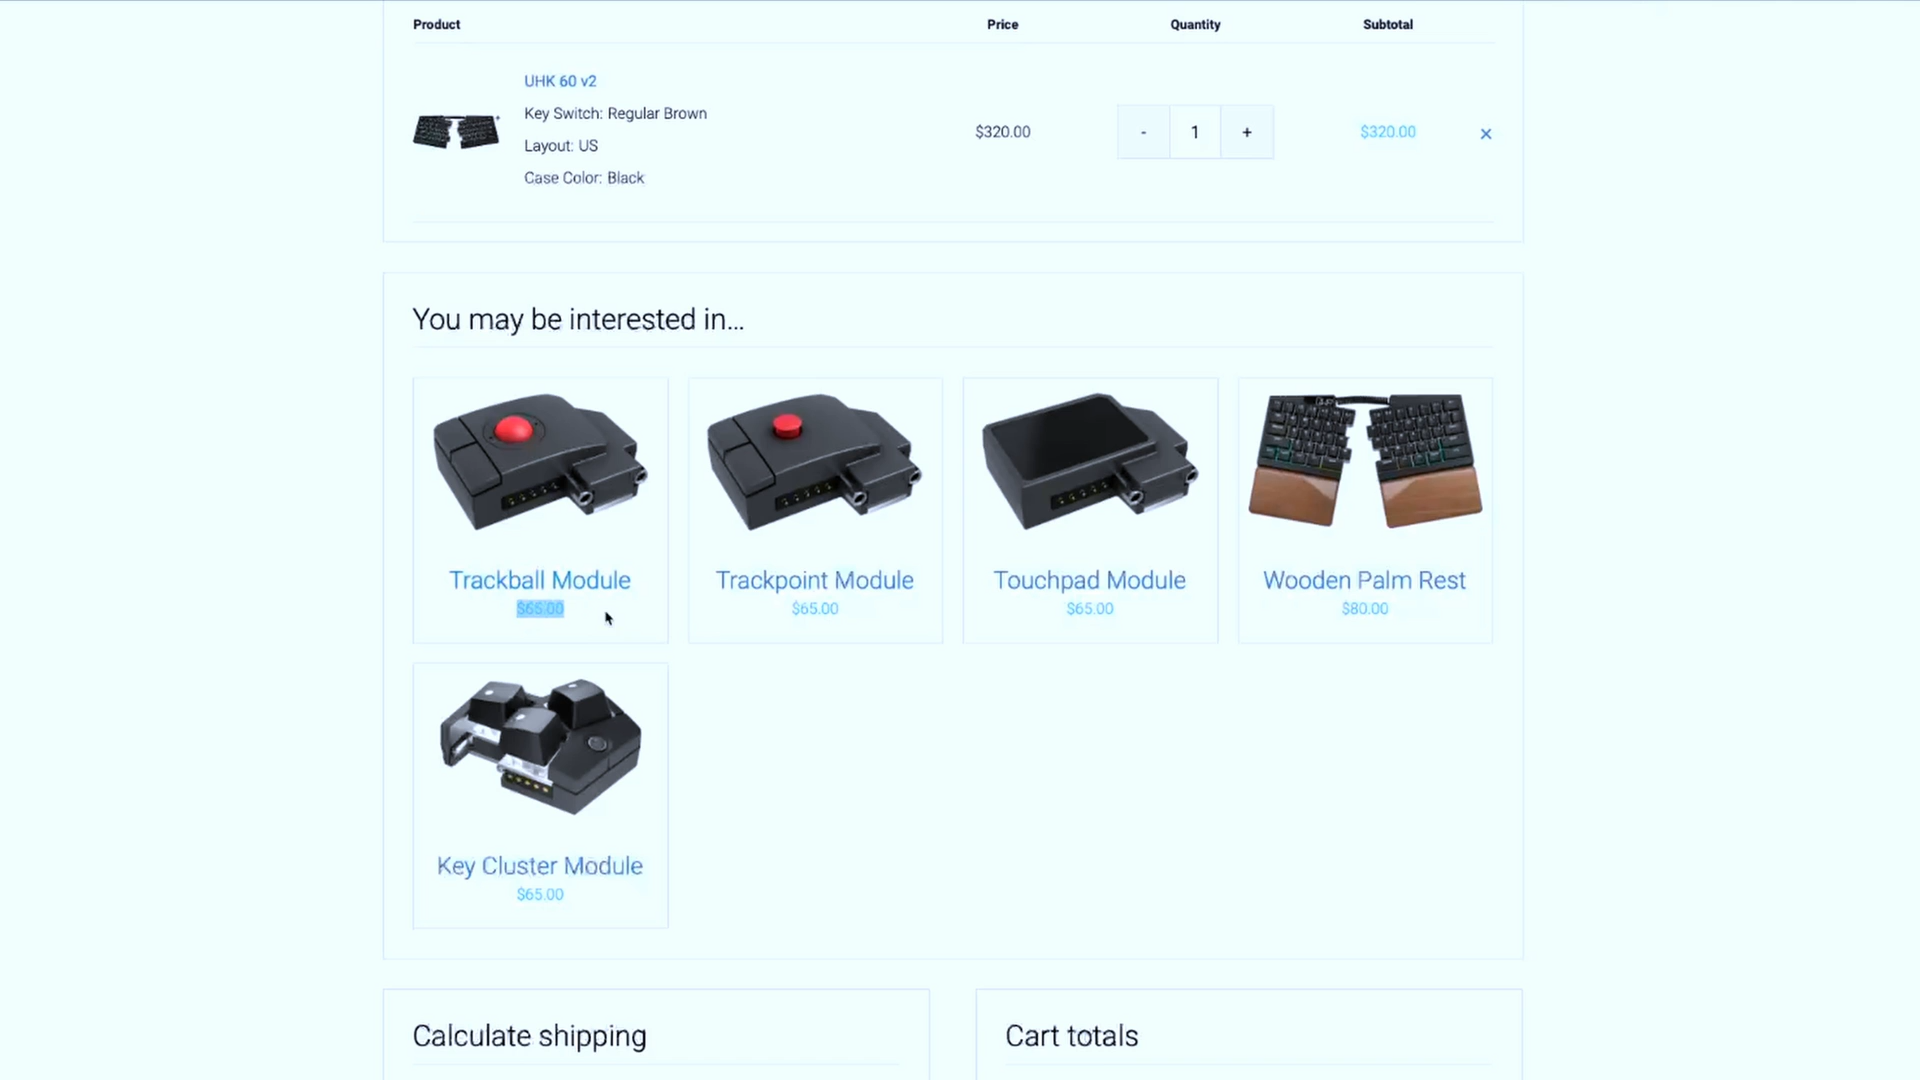 Product Price Quantity Subtotal
UHK 60 v2
Key Switch: Regular Brown
$320.00 - 1 + $320.00 ×
Layout: US
Case Color: Black
You may be interested in...
Trackball Module Trackpoint Module Touchpad Module Wooden Palm Rest
$65.00 $65.00 $65.00 $80.00
Key Cluster Module
$65.00
Calculate shipping Cart totals